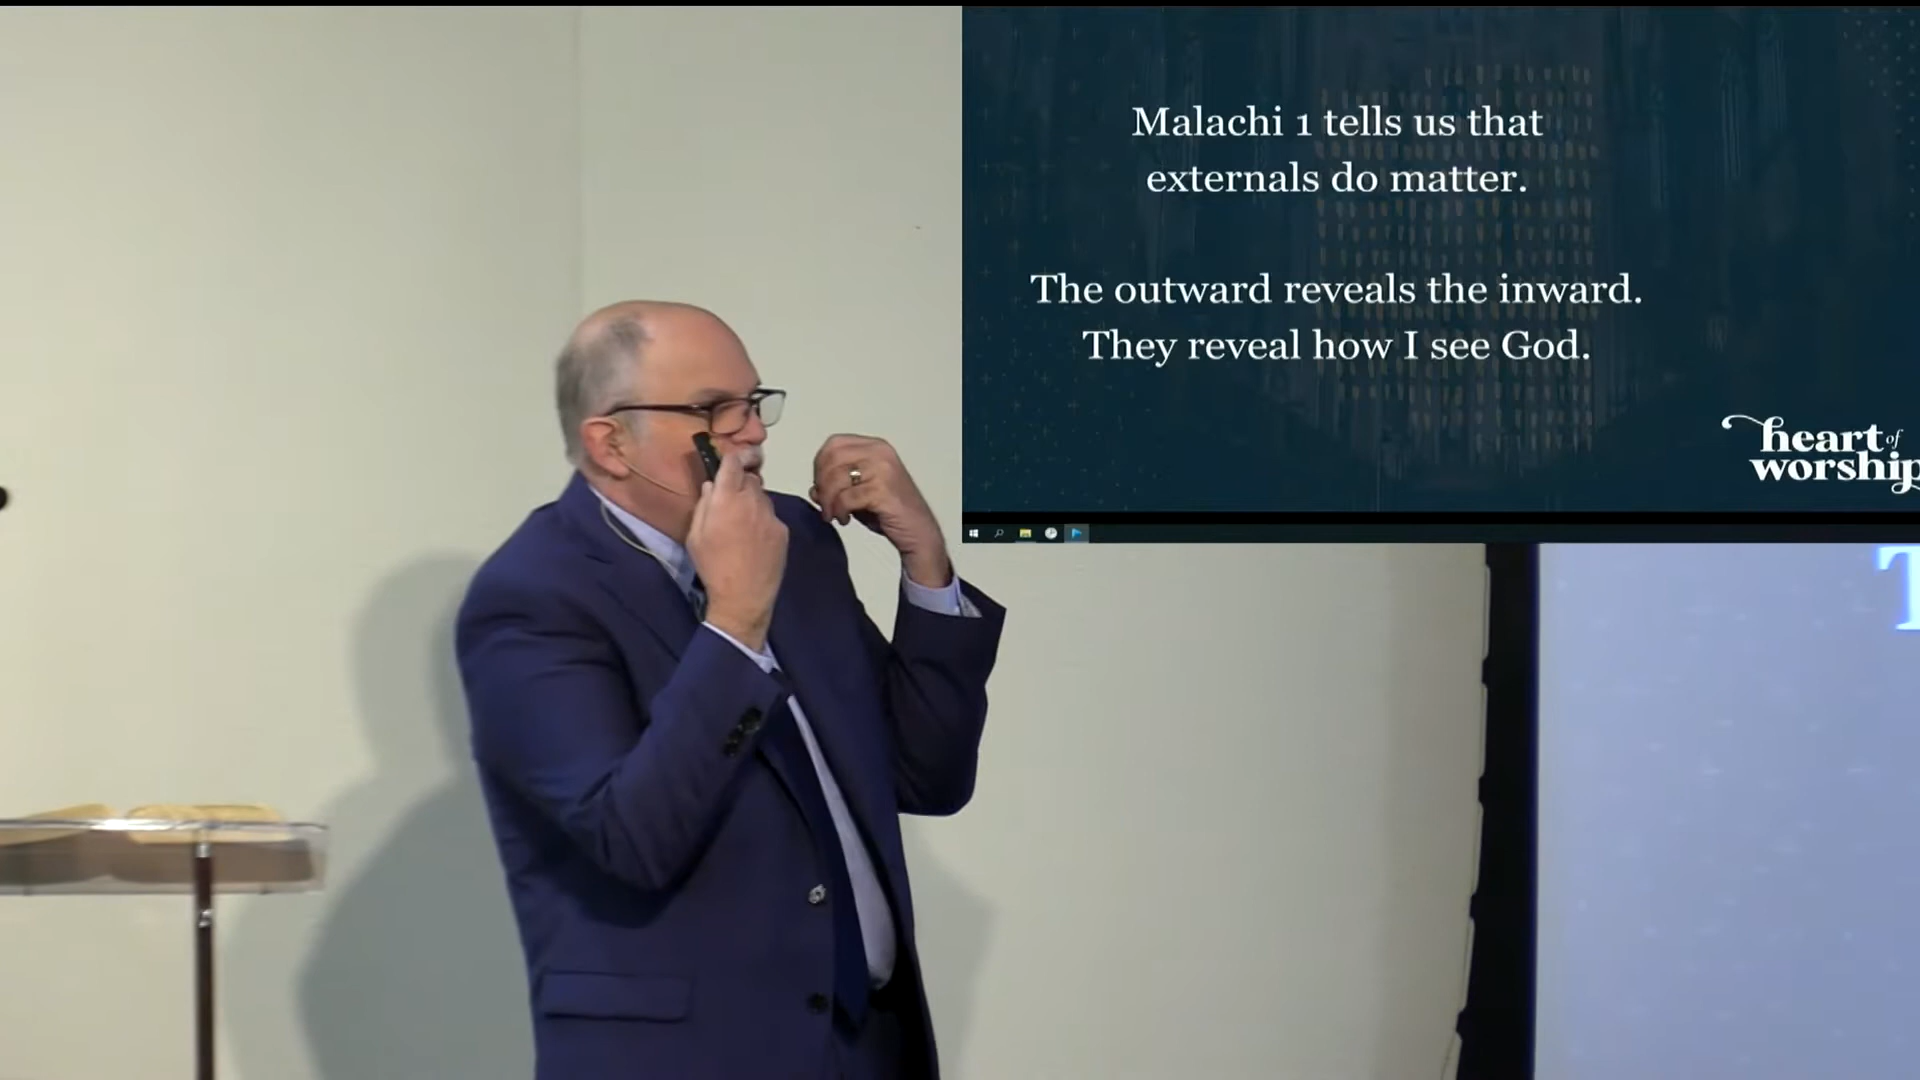 Malachi 1 tells us that
externals do matter.
The outward reveals the inward.
They reveal how I see God.
heart of
worship
T